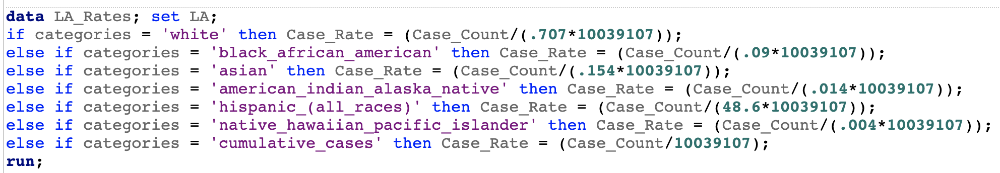 data LA_Rates; set LA;
if categories = 'white' then Case_Rate = (Case_Count/(.707*10039107));
else if categories = 'black_african_american' then Case_Rate = (Case_Count/(.09*10039107));
else if categories = 'asian' then Case_Rate = (Case_Count/(.154*10039107));
else if categories = 'american_indian_alaska_native' then Case_Rate = (Case_Count/(.014*10039107));
else if categories = 'hispanic_(all_races)' then Case_Rate = (Case_Count/(48.6*10039107));
else if categories = 'native_hawaiian_pacific_islander' then Case_Rate = (Case_Count/(.004*10039107));
else if categories = 'cumulative_cases' then Case_Rate = (Case_Count/10039107);
run;